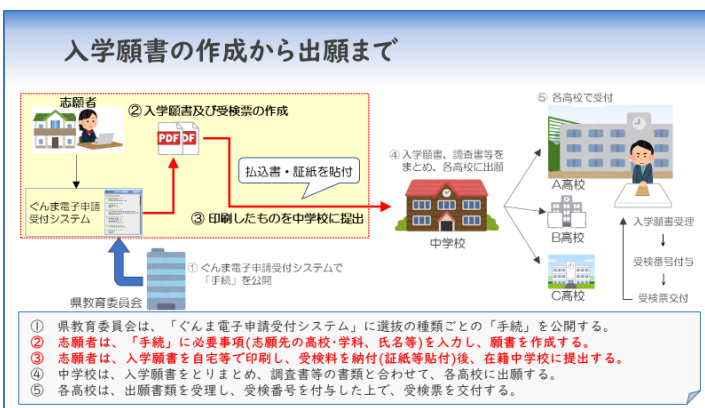 入学願書の作成から出願まで
志願者
② 入学願書及び受検票の作成
PDF
DF
払込書・証紙を貼付
ぐんま電子申請
受付システム
③ 印刷したものを中学校に提出
① ぐんま電子申請受付システムで
「手続」を公開
県教育委員会
④ 入学願書、調査書等を
まとめ、各高校に出願
中学校
⑤ 各高校で受付
A高校
B高校
C高校
入学願書受理
受検番号付与
受検票交付
① 県教育委員会は、「ぐんま電子申請受付システム」に選抜の種類ごとの「手続」を公開する。
② 志願者は、「手続」に必要事項(志願先の高校・学科、氏名等)を入力し、願書を作成する。
③ 志願者は、入学願書を自宅等で印刷し、受検料を納付(証紙等貼付)後、在籍中学校に提出する。
④ 中学校は、入学願書をとりまとめ、調査書等の書類と合わせて、各高校に出願する。
⑤ 各高校は、出願書類を受理し、受検番号を付与した上で、受検票を交付する。